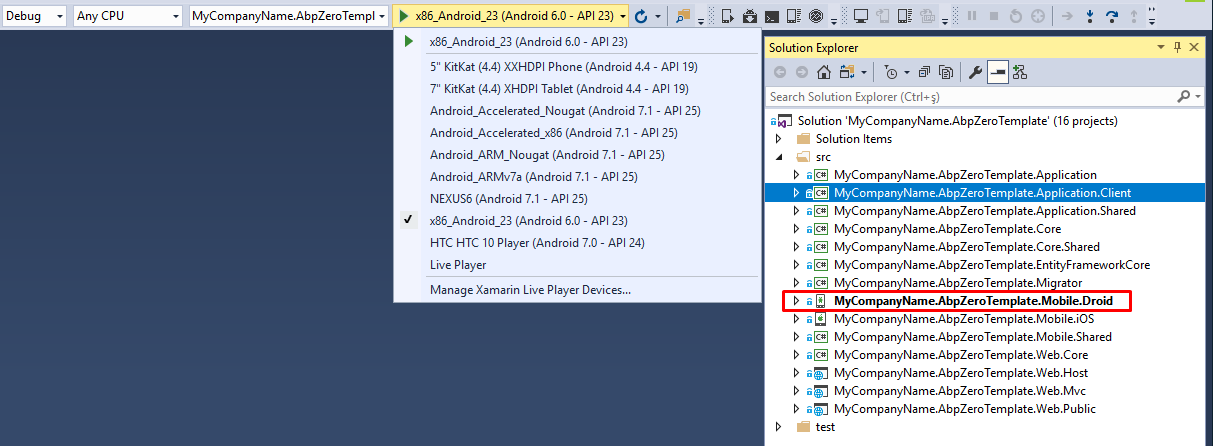 Debug Any CPU MyCompanyName.AbpZeroTempl x86_Android_23 (Android 6.0 - API 23)
x86_Android_23 (Android 6.0 - API 23)
5" KitKat (4.4) XXHDPI Phone (Android 4.4 - API 19)
7" KitKat (4.4) XHDPI Tablet (Android 4.4 - API 19)
Android_Accelerated_Nougat (Android 7.1 - API 25)
Android_Accelerated_x86 (Android 7.1 - API 25)
Android_ARM_Nougat (Android 7.1 - API 25)
Android_ARMv7a (Android 7.1 - API 25)
NEXUS6 (Android 7.1 - API 25)
x86_Android_23 (Android 6.0 - API 23)
HTC HTC 10 Player (Android 7.0 - API 24)
Live Player
Manage Xamarin Live Player Devices...
Solution Explorer
Search Solution Explorer (Ctrl+ş)
Solution 'MyCompanyName.AbpZeroTemplate' (16 projects)
Solution Items
src
C# MyCompanyName.AbpZeroTemplate.Application
C# MyCompanyName.AbpZeroTemplate.Application.Client
C# MyCompanyName.AbpZeroTemplate.Application.Shared
C# MyCompanyName.AbpZeroTemplate.Core
C# MyCompanyName.AbpZeroTemplate.Core.Shared
C# MyCompanyName.AbpZeroTemplate.EntityFrameworkCore
C# MyCompanyName.AbpZeroTemplate.Migrator
MyCompanyName.AbpZeroTemplate.Mobile.Droid
MyCompanyName.AbpZeroTemplate.Mobile.iOS
C# MyCompanyName.AbpZeroTemplate.Mobile.Shared
C# MyCompanyName.AbpZeroTemplate.Web.Core
MyCompanyName.AbpZeroTemplate.Web.Host
MyCompanyName.AbpZeroTemplate.Web.Mvc
MyCompanyName.AbpZeroTemplate.Web.Public
test